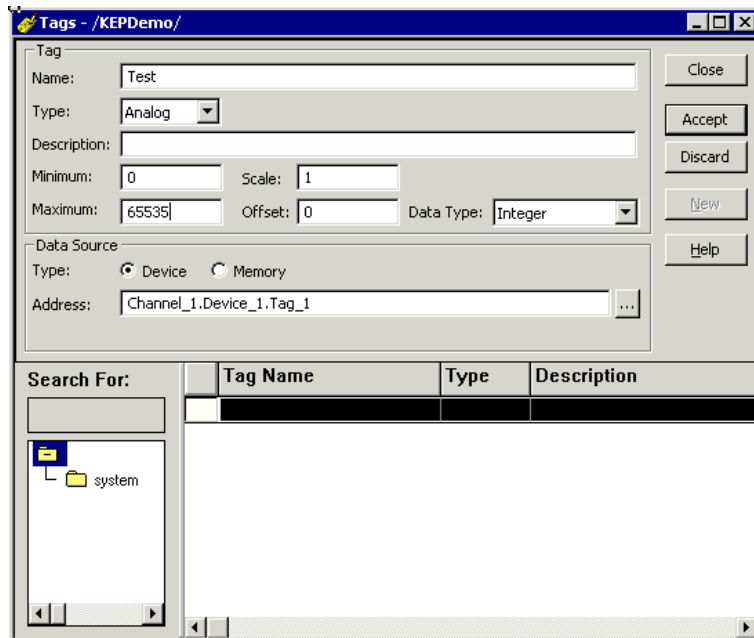 Tags - /KEPDemo/
Tag
Name: Test
Close
Type: Analog
Accept
Description:
Discard
Minimum: 0 Scale: 1
Maximum: 65535 Offset: 0 Data Type: Integer
New
Data Source
Help
Type: Device Memory
Address: Channel_1.Device_1.Tag_1 ...
Search For:
Tag Name Type Description
system